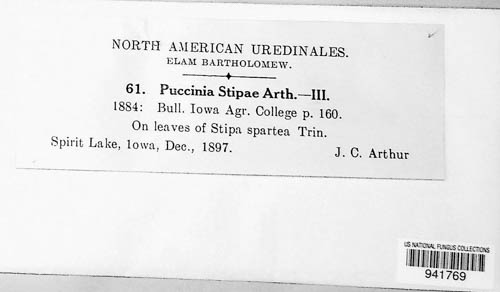 NORTH AMERICAN UREDINALES.
ELAM BARTHOLOMEW.
61. Puccinia Stipae Arth.—III.
1884: Bull. Iowa Agr. College p. 160.
On leaves of Stipa spartea Trin.
Spirit Lake, Iowa, Dec., 1897. J. C. Arthur
US NATIONAL FUNGUS COLLECTIONS
941769